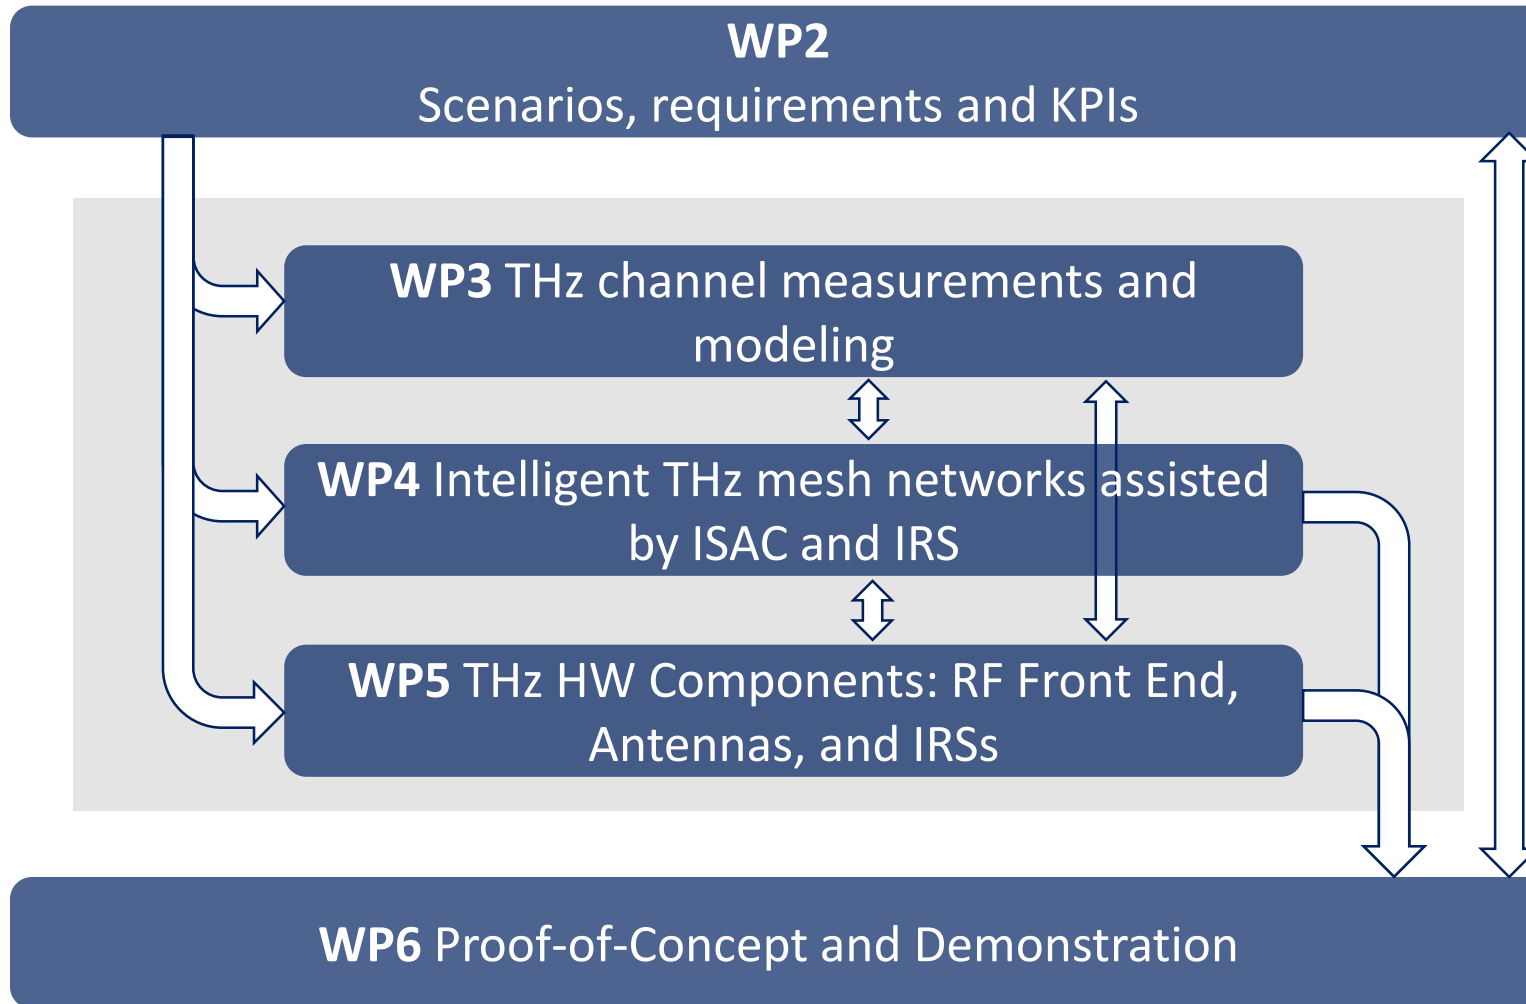 WP2
Scenarios, requirements and KPIs
WP3 THz channel measurements and
modeling
WP4 Intelligent THz mesh networks assisted
by ISAC and IRS
WP5 THz HW Components: RF Front End,
Antennas, and IRSs
WP6 Proof-of-Concept and Demonstration